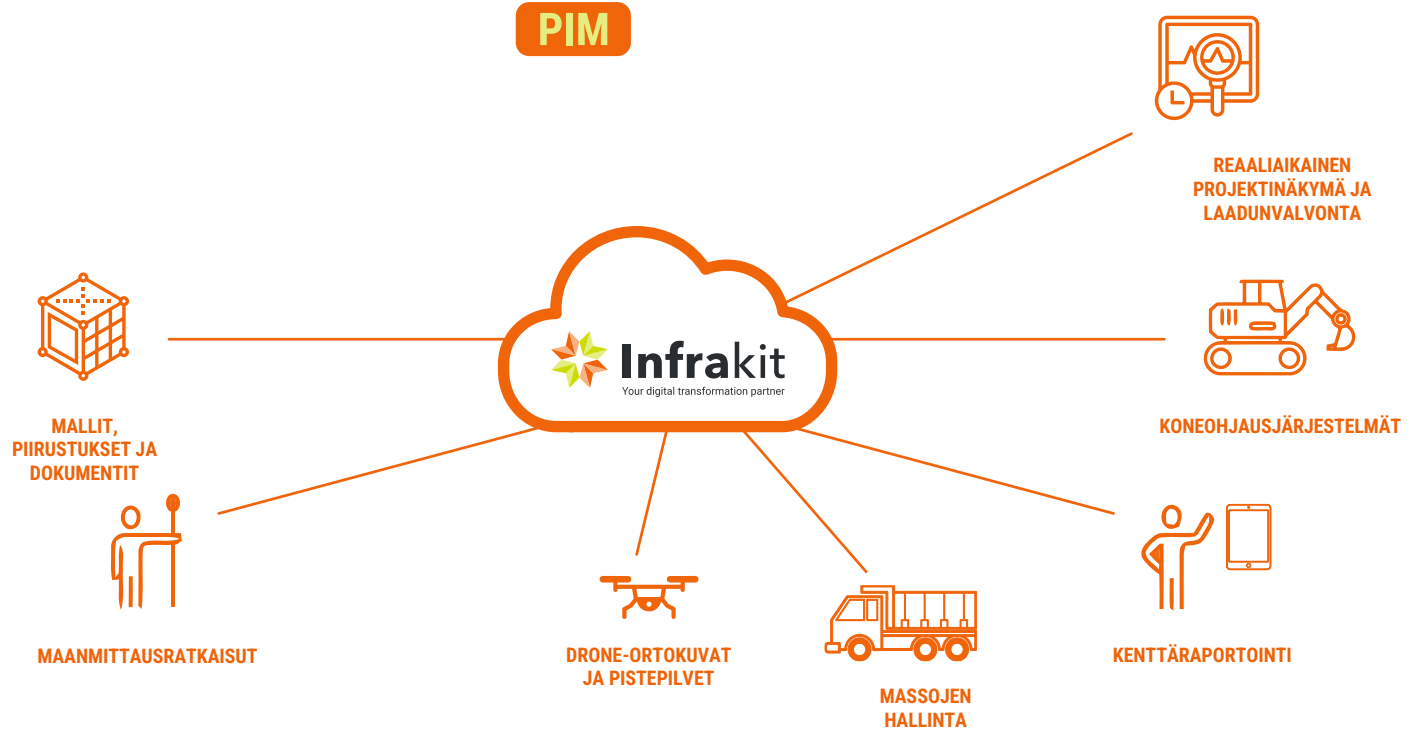 PIM
REAALIAIKAINEN
PROJEKTINÄKYMÄ JA
LAADUNVALVONTA
Infrakit
Your digital transformation partner
MALLIT,
PIIRUSTUKSET JA
DOKUMENTIT
KONEOHJAUSJÄRJESTELMÄT
MAANMITTAUSRATKAISUT
DRONE-ORTOKUVAT
JA PISTEPILVET
MASSOJEN
HALLINTA
KENTTÄRAPORTOINTI